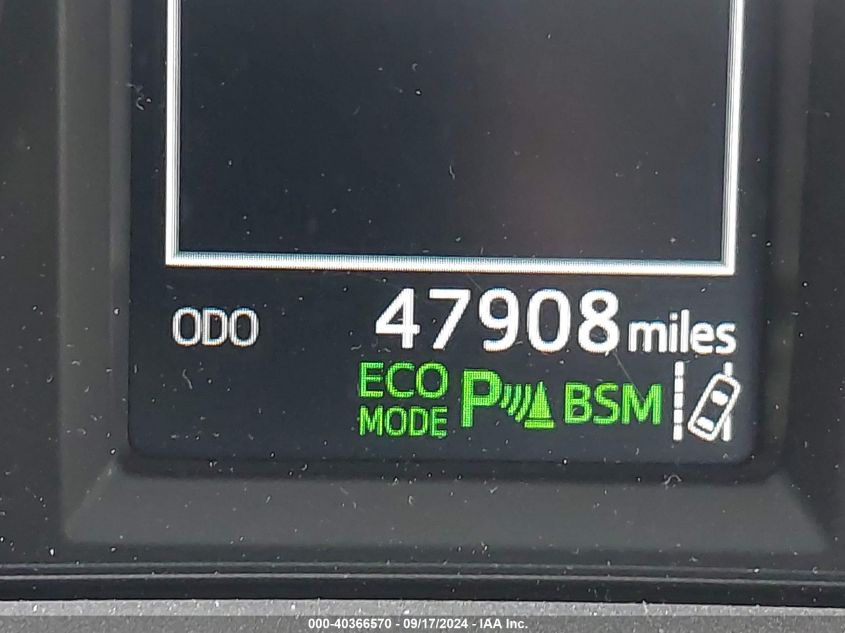 ODO 47908 miles
ECO MODE P BSM
000-40366570 - 09/17/2024 - IAA Inc.